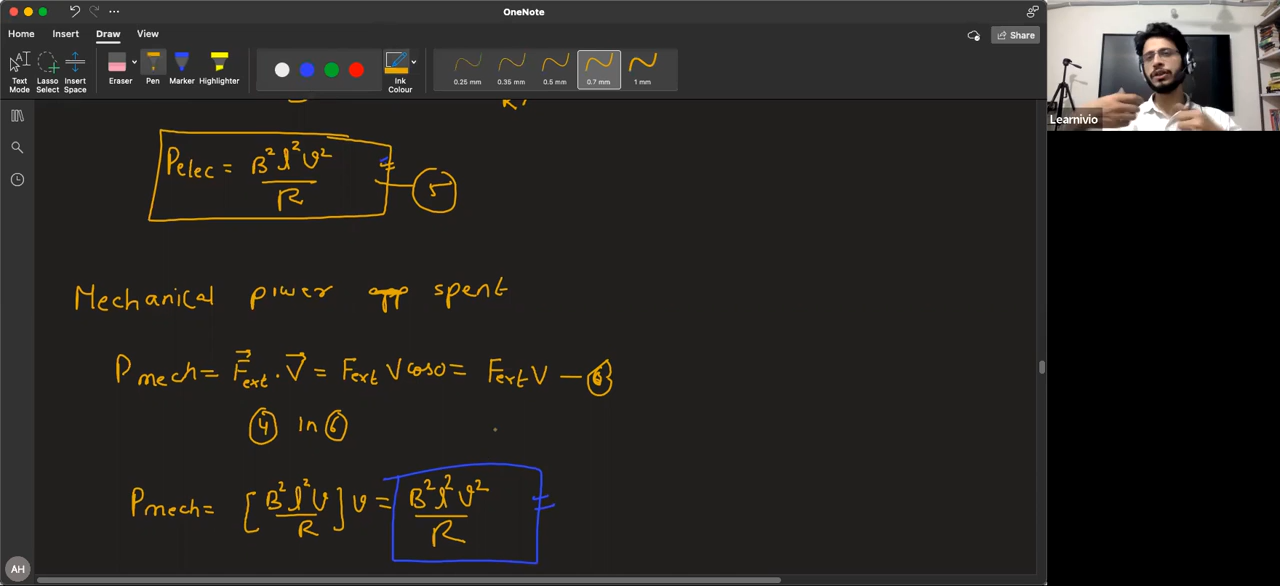 OneNote
Home Insert Draw View
Share
Text Mode
Lasso Select
Insert Space
Eraser
Pen
Marker
Highlighter
Ink Colour
0.25 mm
0.35 mm
0.5 mm
0.7 mm
1 mm
Learnivio
R,
Pelec = B²l²v²/R — 5
Mechanical power spent
Pmech = F⃗ext . V⃗ = Fext V cos0 = Fext V — 6
4 in 6
Pmech = [B²l²v/R] v = B²l²v²/R
AH